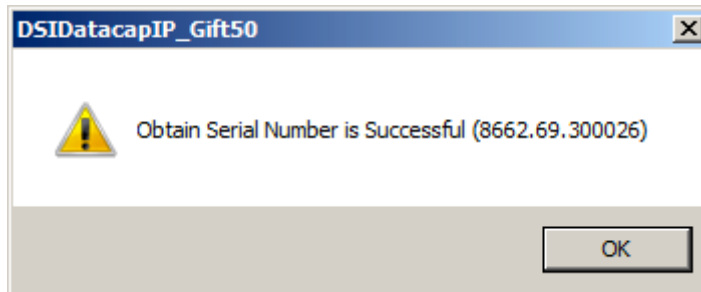 DSIDatacapIP_Gift50
Obtain Serial Number is Successful (8662.69.300026)
OK